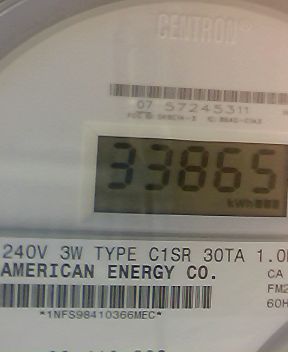 CENTRON®
07 57245311
33865
kWh
240V 3W TYPE C1SR 30TA 1.0
AMERICAN ENERGY CO.
CA
FM2
60H
*1NFS98410366MEC*